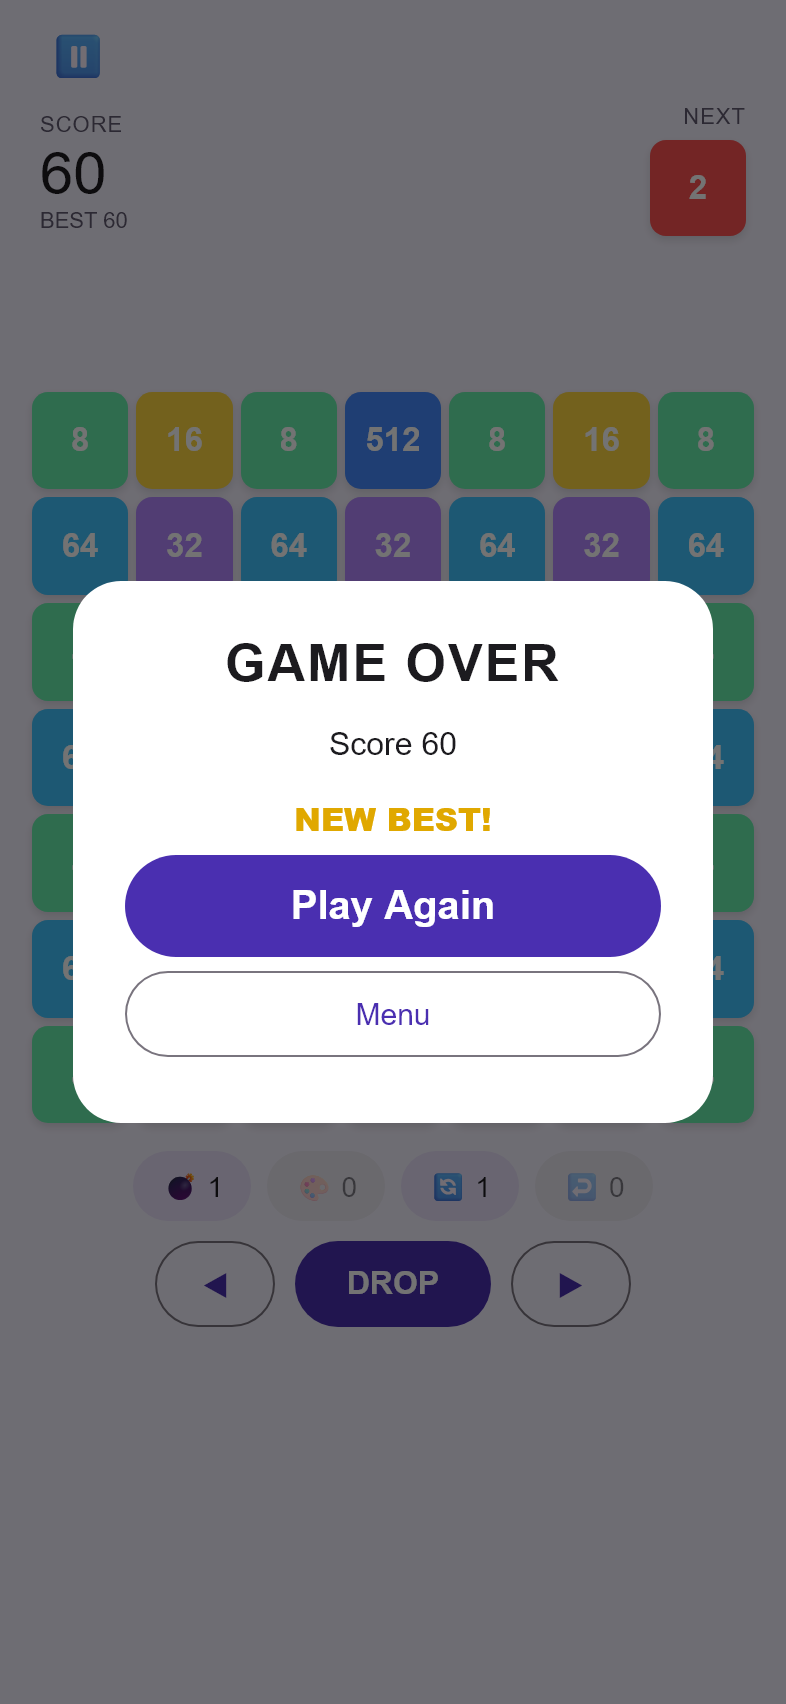 SCORE
60
BEST 60
NEXT
2
8 16 8 512 8 16 8
64 32 64 32 64 32 64
GAME OVER
Score 60
NEW BEST!
Play Again
Menu
1 0 1 0
DROP